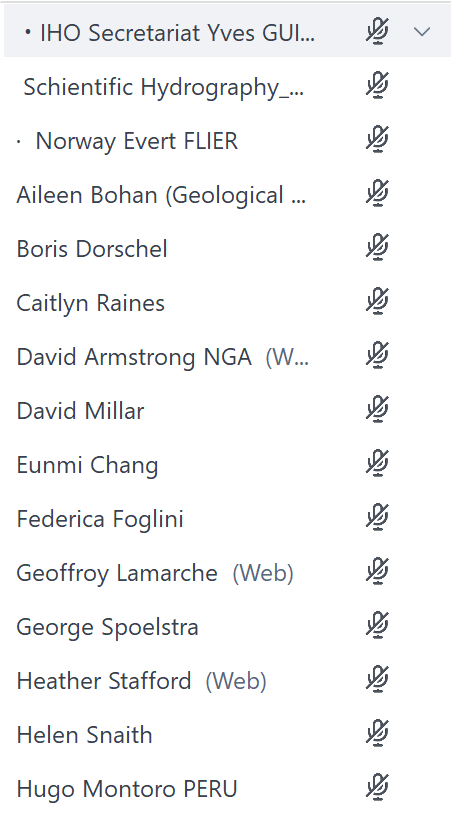 • IHO Secretariat Yves GUI...
Schientific Hydrography_...
· Norway Evert FLIER
Aileen Bohan (Geological ...
Boris Dorschel
Caitlyn Raines
David Armstrong NGA (W...
David Millar
Eunmi Chang
Federica Foglini
Geoffroy Lamarche (Web)
George Spoelstra
Heather Stafford (Web)
Helen Snaith
Hugo Montoro PERU